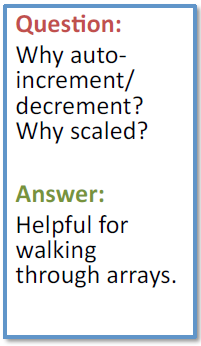 Question:
Why auto-
increment/
decrement?
Why scaled?
Answer:
Helpful for
walking
through arrays.